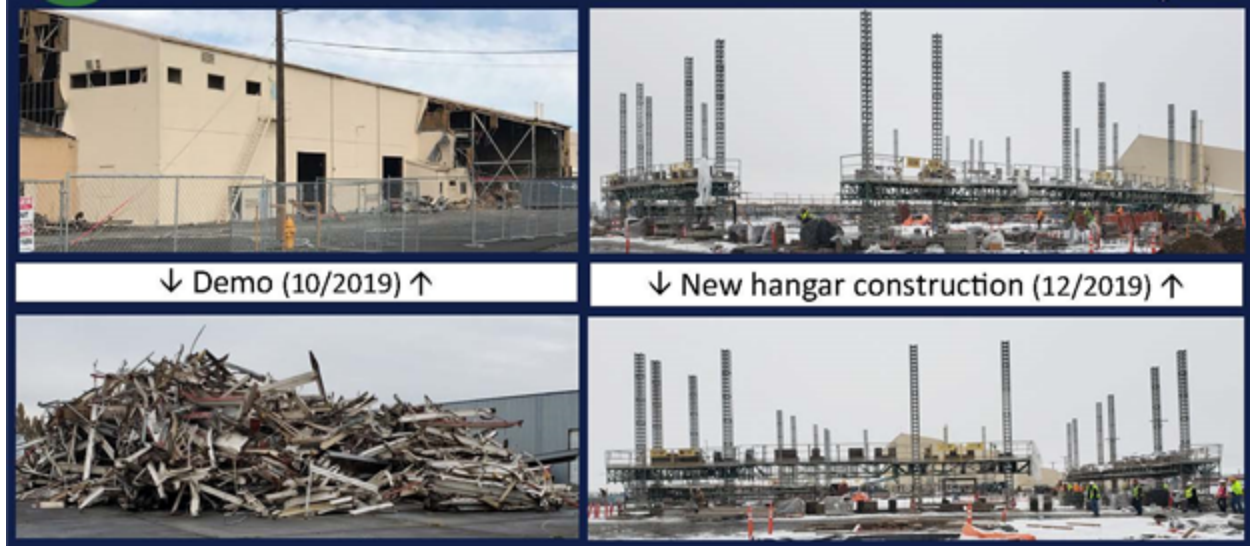 ↓ Demo (10/2019) ↑
↓ New hangar construction (12/2019) ↑